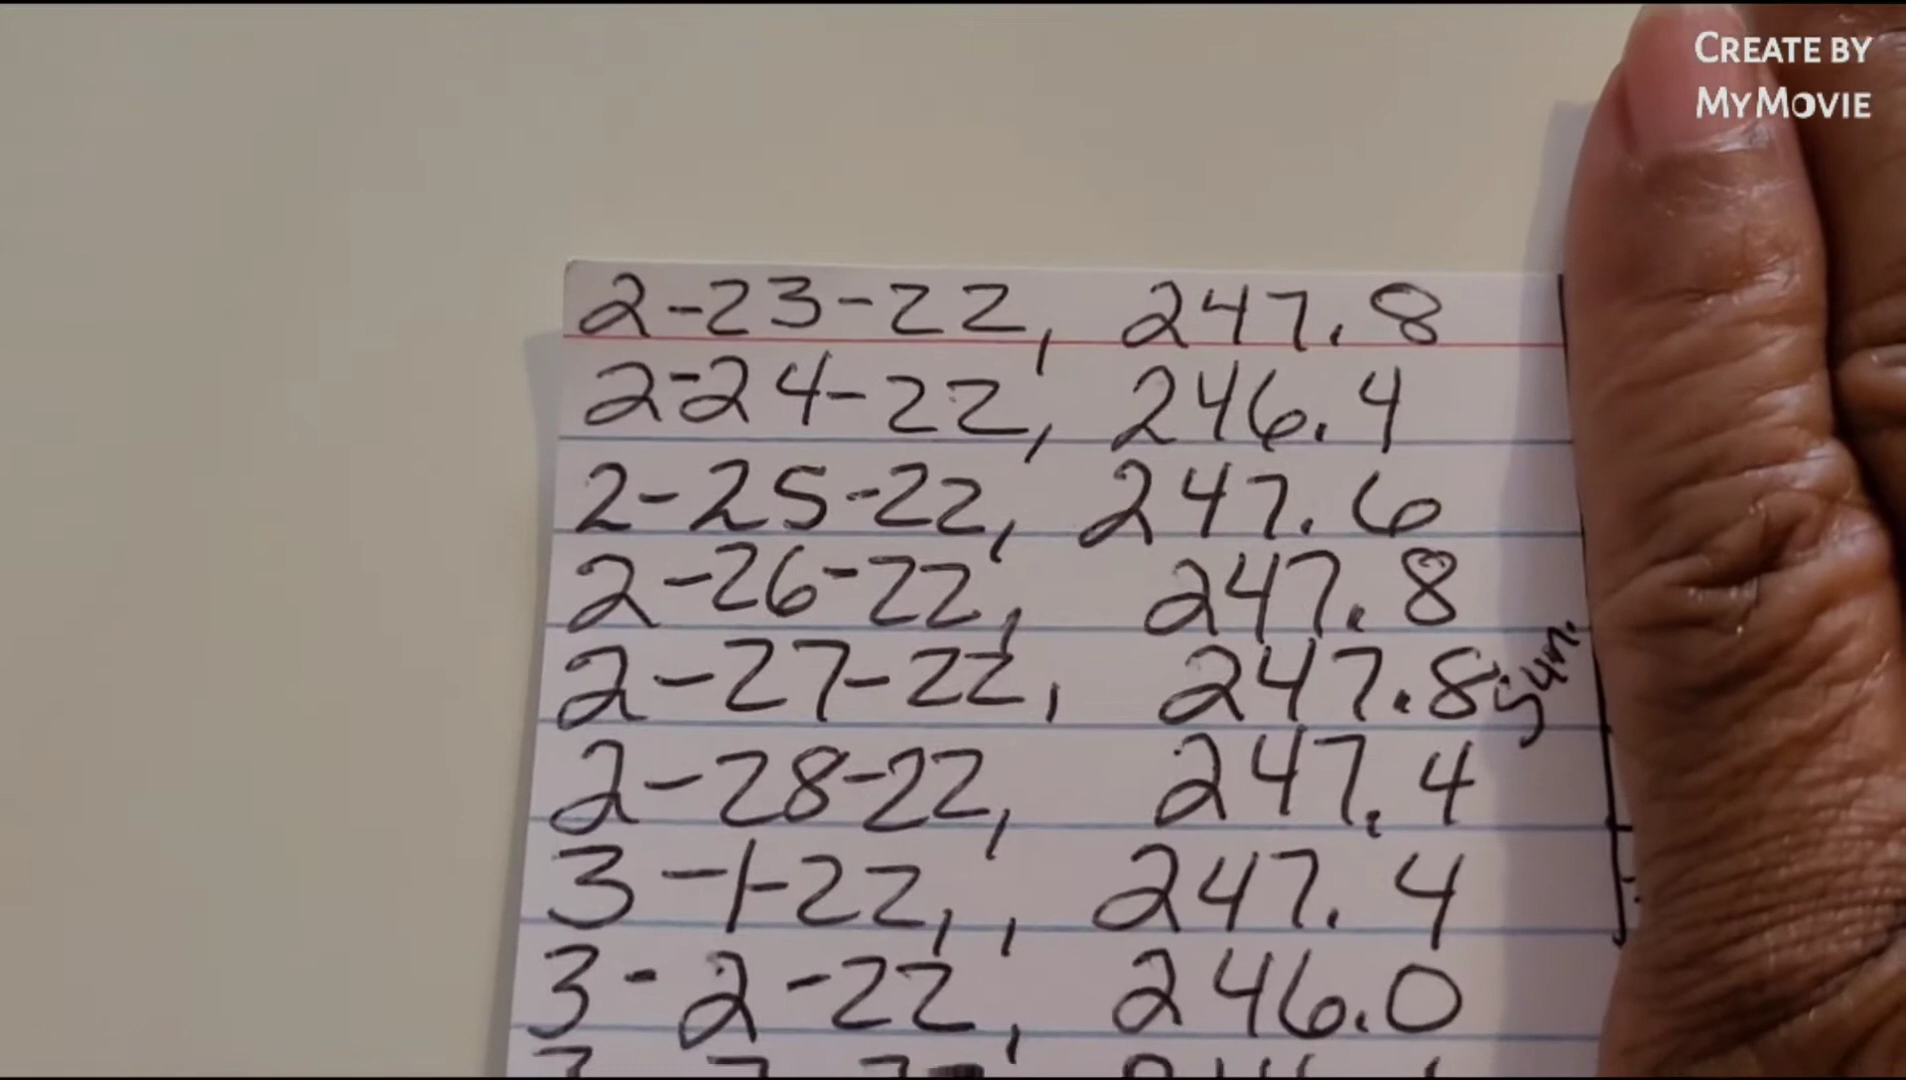 CREATE BY
MYMOVIE
2-23-22, 247.8
2-24-22, 246.4
2-25-22, 247.6
2-26-22, 247.8
2-27-22, 247.8 Sun.
2-28-22, 247.4
3-1-22,, 247.4
3-2-22, 246.0